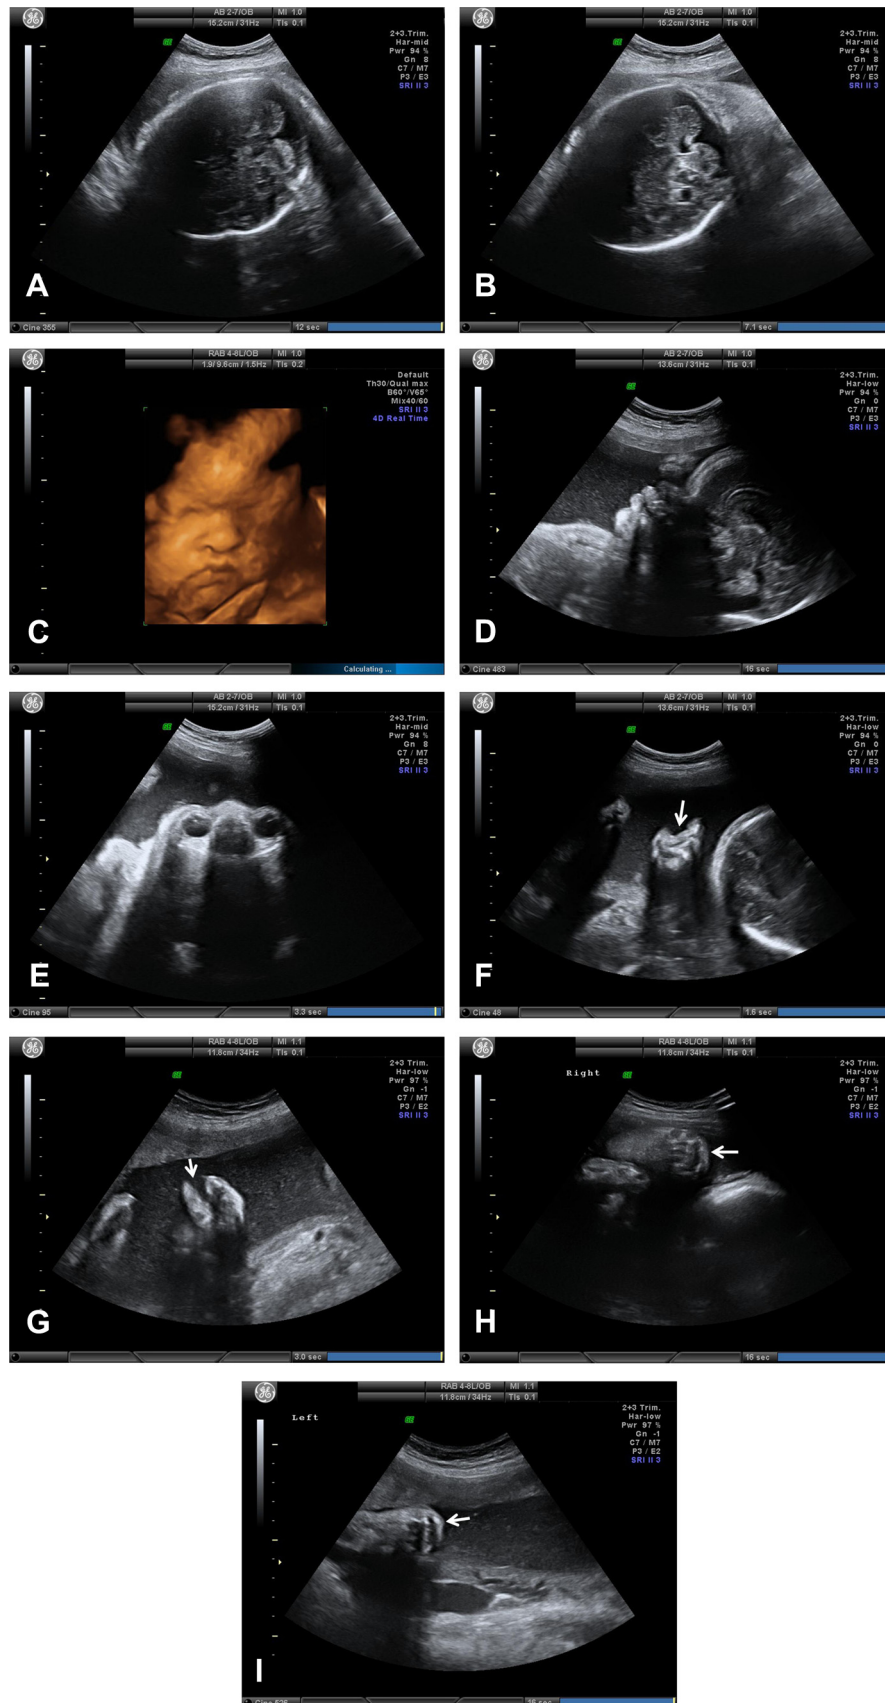 AB 2-7/OB MI 1.0
15.2cm / 31Hz Tis 0.1
2+3.Trim.
Har-mid
Pwr 94 %
Gn 8
C7 / M7
P3 / E3
SRI II 3
A
Cine 355 12 sec
AB 2-7/OB MI 1.0
15.2cm / 31Hz Tis 0.1
2+3.Trim.
Har-mid
Pwr 94 %
Gn 8
C7 / M7
P3 / E3
SRI II 3
B
7.1 sec
RAB 4-8L/OB MI 1.0
1.9/ 9.6cm / 1.5Hz Tis 0.2
Default
Th30/Qual max
B60°/V65°
Mix40/60
SRI II 3
4D Real Time
C
Calculating ...
AB 2-7/OB MI 1.0
13.6cm / 31Hz Tis 0.1
2+3.Trim.
Har-low
Pwr 94 %
Gn 0
C7 / M7
P3 / E3
SRI II 3
D
Cine 483 16 sec
AB 2-7/OB MI 1.0
15.2cm / 31Hz Tis 0.1
2+3.Trim.
Har-mid
Pwr 94 %
Gn 8
C7 / M7
P3 / E3
SRI II 3
E
Cine 95 3.3 sec
AB 2-7/OB MI 1.0
13.6cm / 31Hz Tis 0.1
2+3.Trim.
Har-low
Pwr 94 %
Gn 0
C7 / M7
P3 / E3
SRI II 3
F
Cine 48 1.6 sec
RAB 4-8L/OB MI 1.1
11.8cm / 34Hz Tis 0.1
2+3 Trim.
Har-low
Pwr 97 %
Gn -1
C7 / M7
P3 / E2
SRI II 3
G
3.0 sec
RAB 4-8L/OB MI 1.1
11.8cm / 34Hz Tis 0.1
Right
2+3 Trim.
Har-low
Pwr 97 %
Gn -1
C7 / M7
P3 / E2
SRI II 3
H
16 sec
RAB 4-8L/OB MI 1.1
11.8cm / 34Hz Tis 0.1
Left
2+3 Trim.
Har-low
Pwr 97 %
Gn -1
C7 / M7
P3 / E2
SRI II 3
I
Cine 526 16 sec